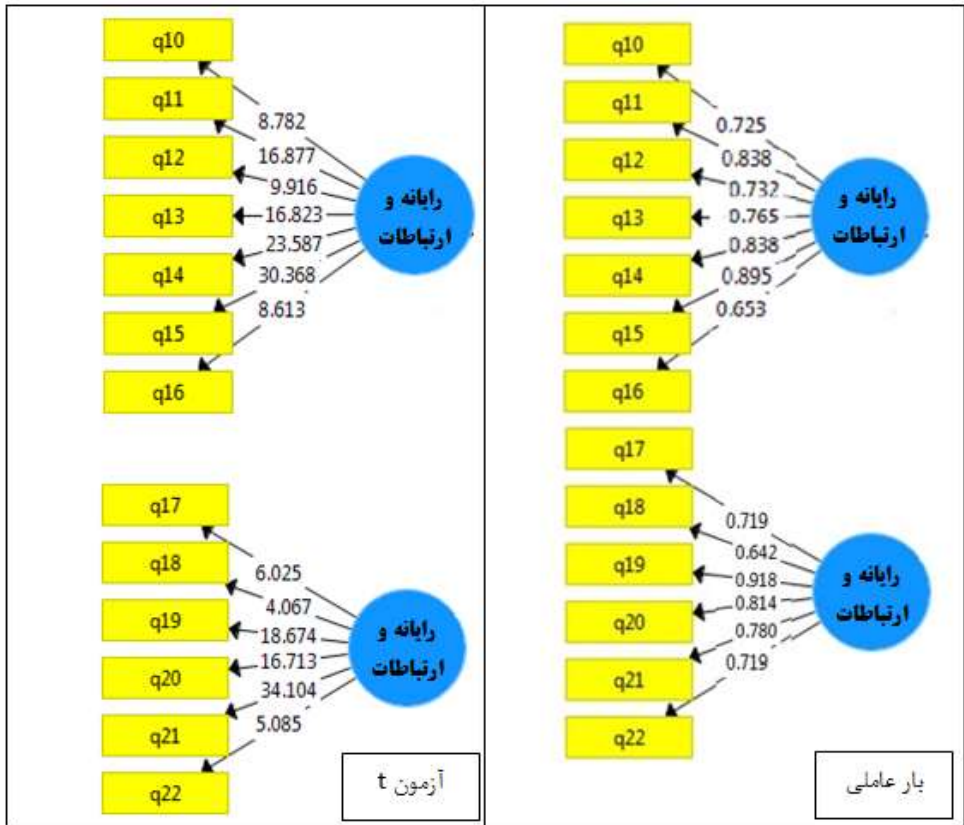 q10
q11
q12
q13
q14
q15
q16
8.782
16.877
9.916
16.823
23.587
30.368
8.613
رایانه و
ارتباطات
q17
q18
q19
q20
q21
q22
6.025
4.067
18.674
16.713
34.104
5.085
رایانه و
ارتباطات
آزمون t
q10
q11
q12
q13
q14
q15
q16
0.725
0.838
0.732
0.765
0.838
0.895
0.653
رایانه و
ارتباطات
q17
q18
q19
q20
q21
q22
0.719
0.642
0.918
0.814
0.780
0.719
رایانه و
ارتباطات
بار عاملی